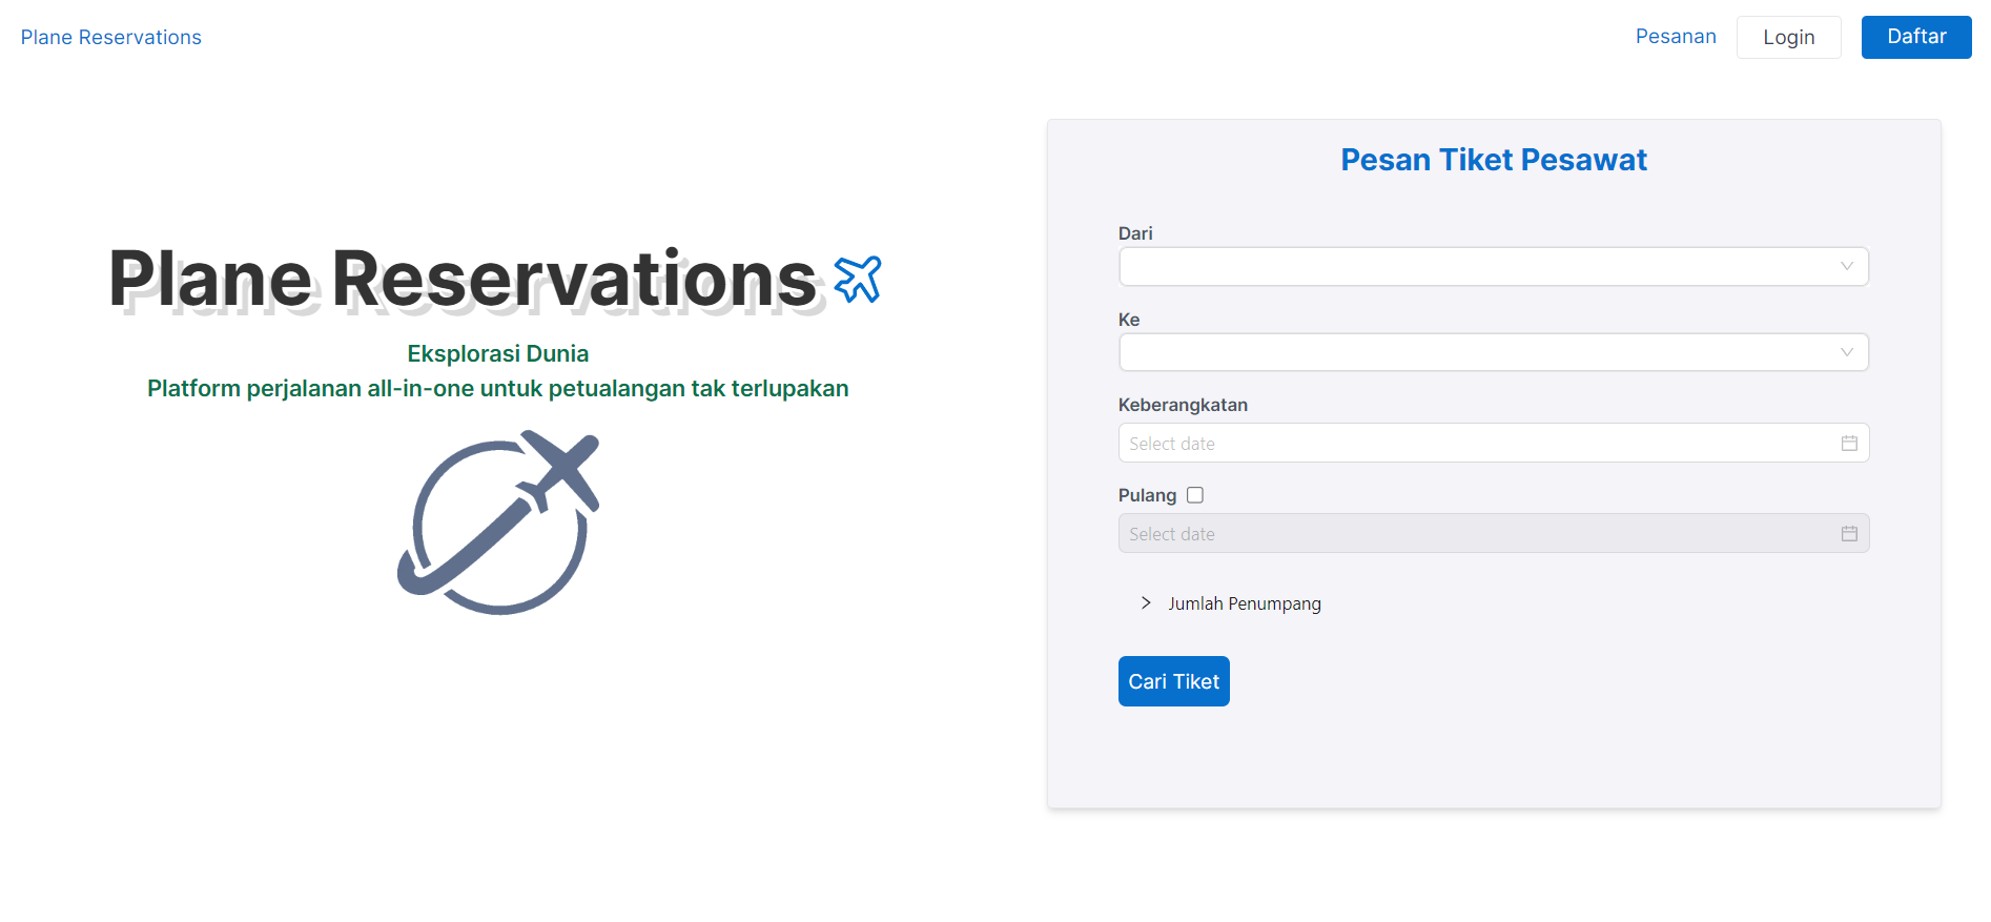 Plane Reservations
Pesanan
Login
Daftar
Plane Reservations
Eksplorasi Dunia
Platform perjalanan all-in-one untuk petualangan tak terlupakan
Pesan Tiket Pesawat
Dari
Ke
Keberangkatan
Select date
Pulang
Select date
Jumlah Penumpang
Cari Tiket